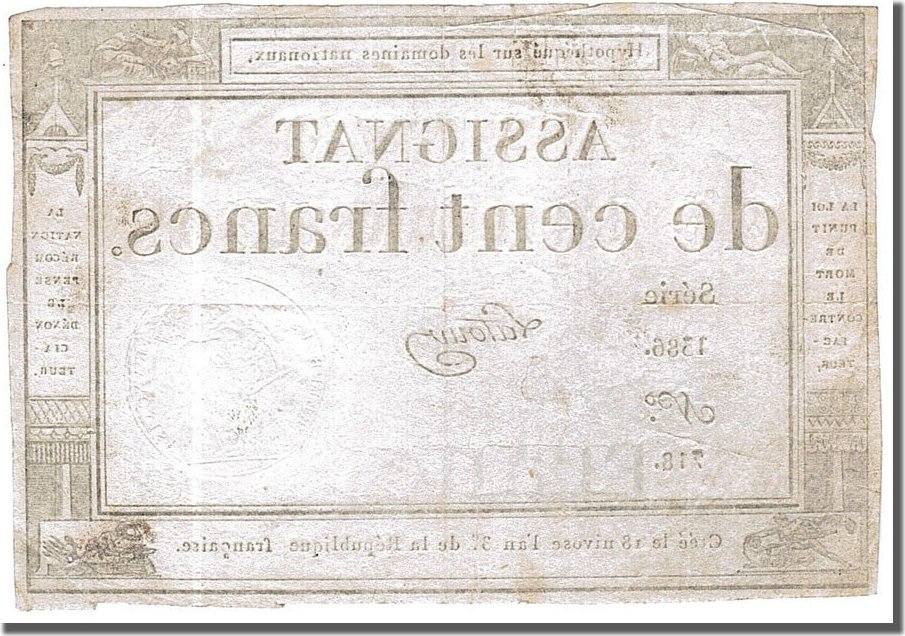 Hypothéqué sur les domaines nationaux,
ASSIGNAT
de cent francs.
Série
1386.e
Latour
N.º
718.
LA LOI
PUNIT
DE
MORT
LE
CONTRE-
FAC-
TEUR.
LA
NATION
RÉCOM
PENSE
LE
DÉNON
CIA-
TEUR.
Créé le 18 nivose l'an 3.e de la République française.